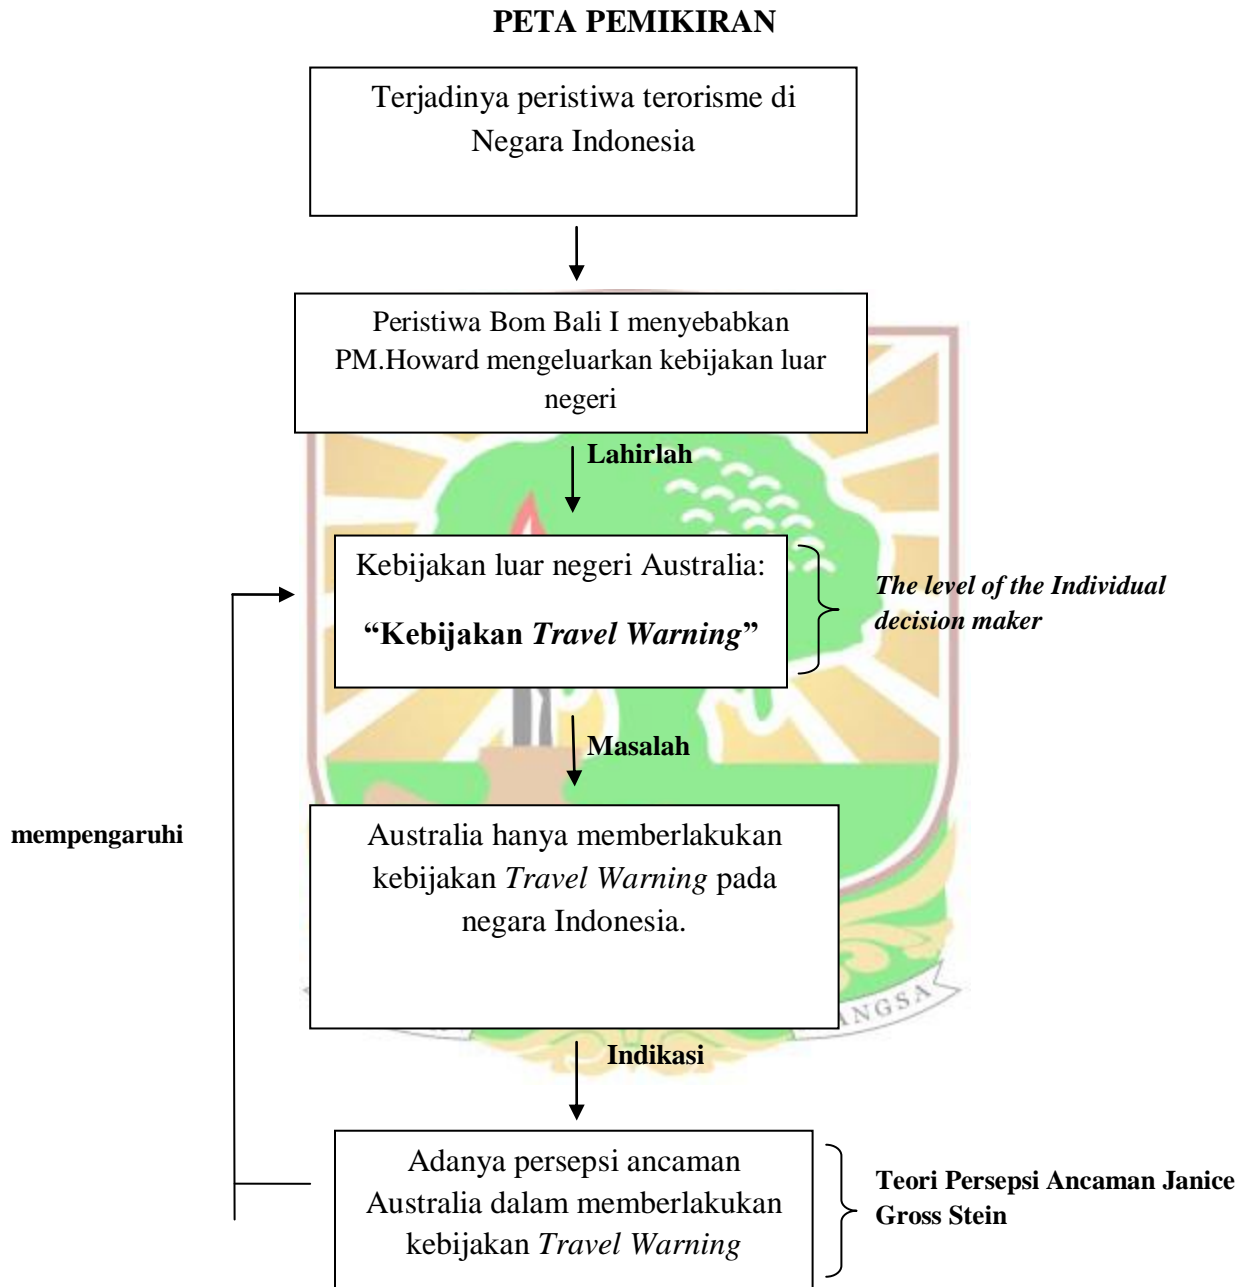 PETA PEMIKIRAN
Terjadinya peristiwa terorisme di
Negara Indonesia
Peristiwa Bom Bali I menyebabkan
PM.Howard mengeluarkan kebijakan luar
negeri
Lahirlah
Kebijakan luar negeri Australia:
“Kebijakan Travel Warning”
The level of the Individual
decision maker
Masalah
mempengaruhi
Australia hanya memberlakukan
kebijakan Travel Warning pada
negara Indonesia.
Indikasi
Adanya persepsi ancaman
Australia dalam memberlakukan
kebijakan Travel Warning
Teori Persepsi Ancaman Janice
Gross Stein